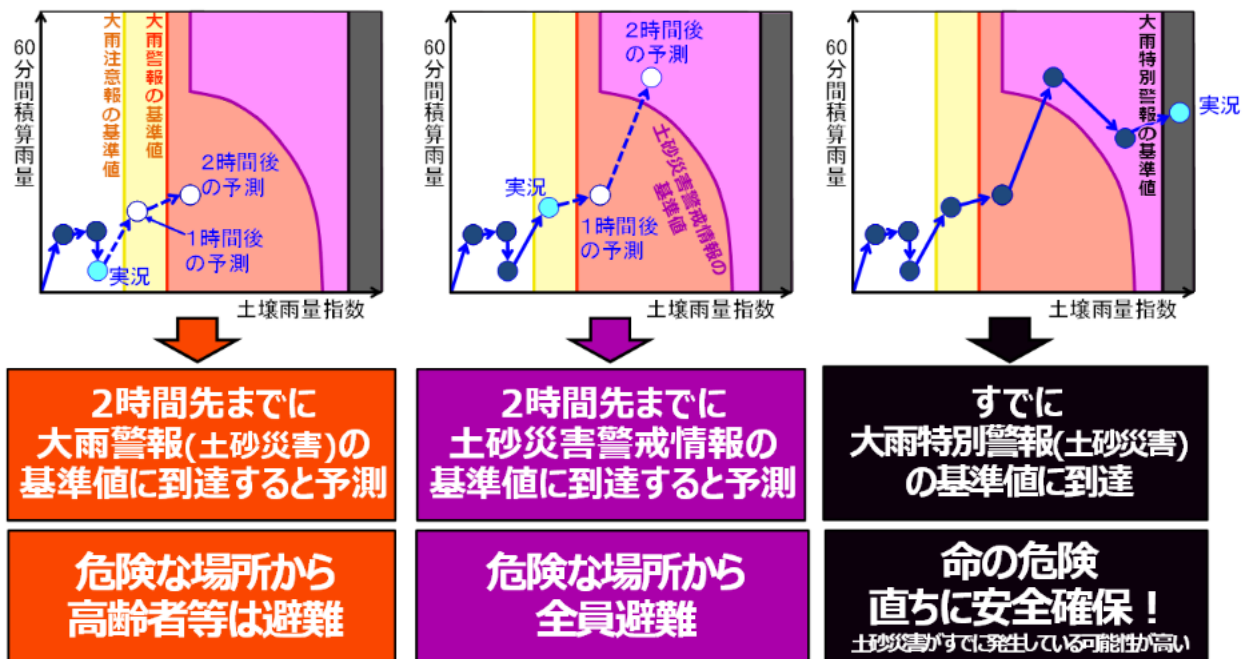 60分間積算雨量
大雨注意報の基準値
大雨警報の基準値
2時間後
の予測
1時間後
の予測
実況
土壌雨量指数
60分間積算雨量
2時間後
の予測
実況
1時間後
の予測
土砂災害警戒情報の
基準値
土壌雨量指数
60分間積算雨量
大雨特別警報の基準値
実況
土壌雨量指数
2時間先までに
大雨警報(土砂災害)の
基準値に到達すると予測
2時間先までに
土砂災害警戒情報の
基準値に到達すると予測
すでに
大雨特別警報(土砂災害)
の基準値に到達
危険な場所から
高齢者等は避難
危険な場所から
全員避難
命の危険
直ちに安全確保！
土砂災害がすでに発生している可能性が高い